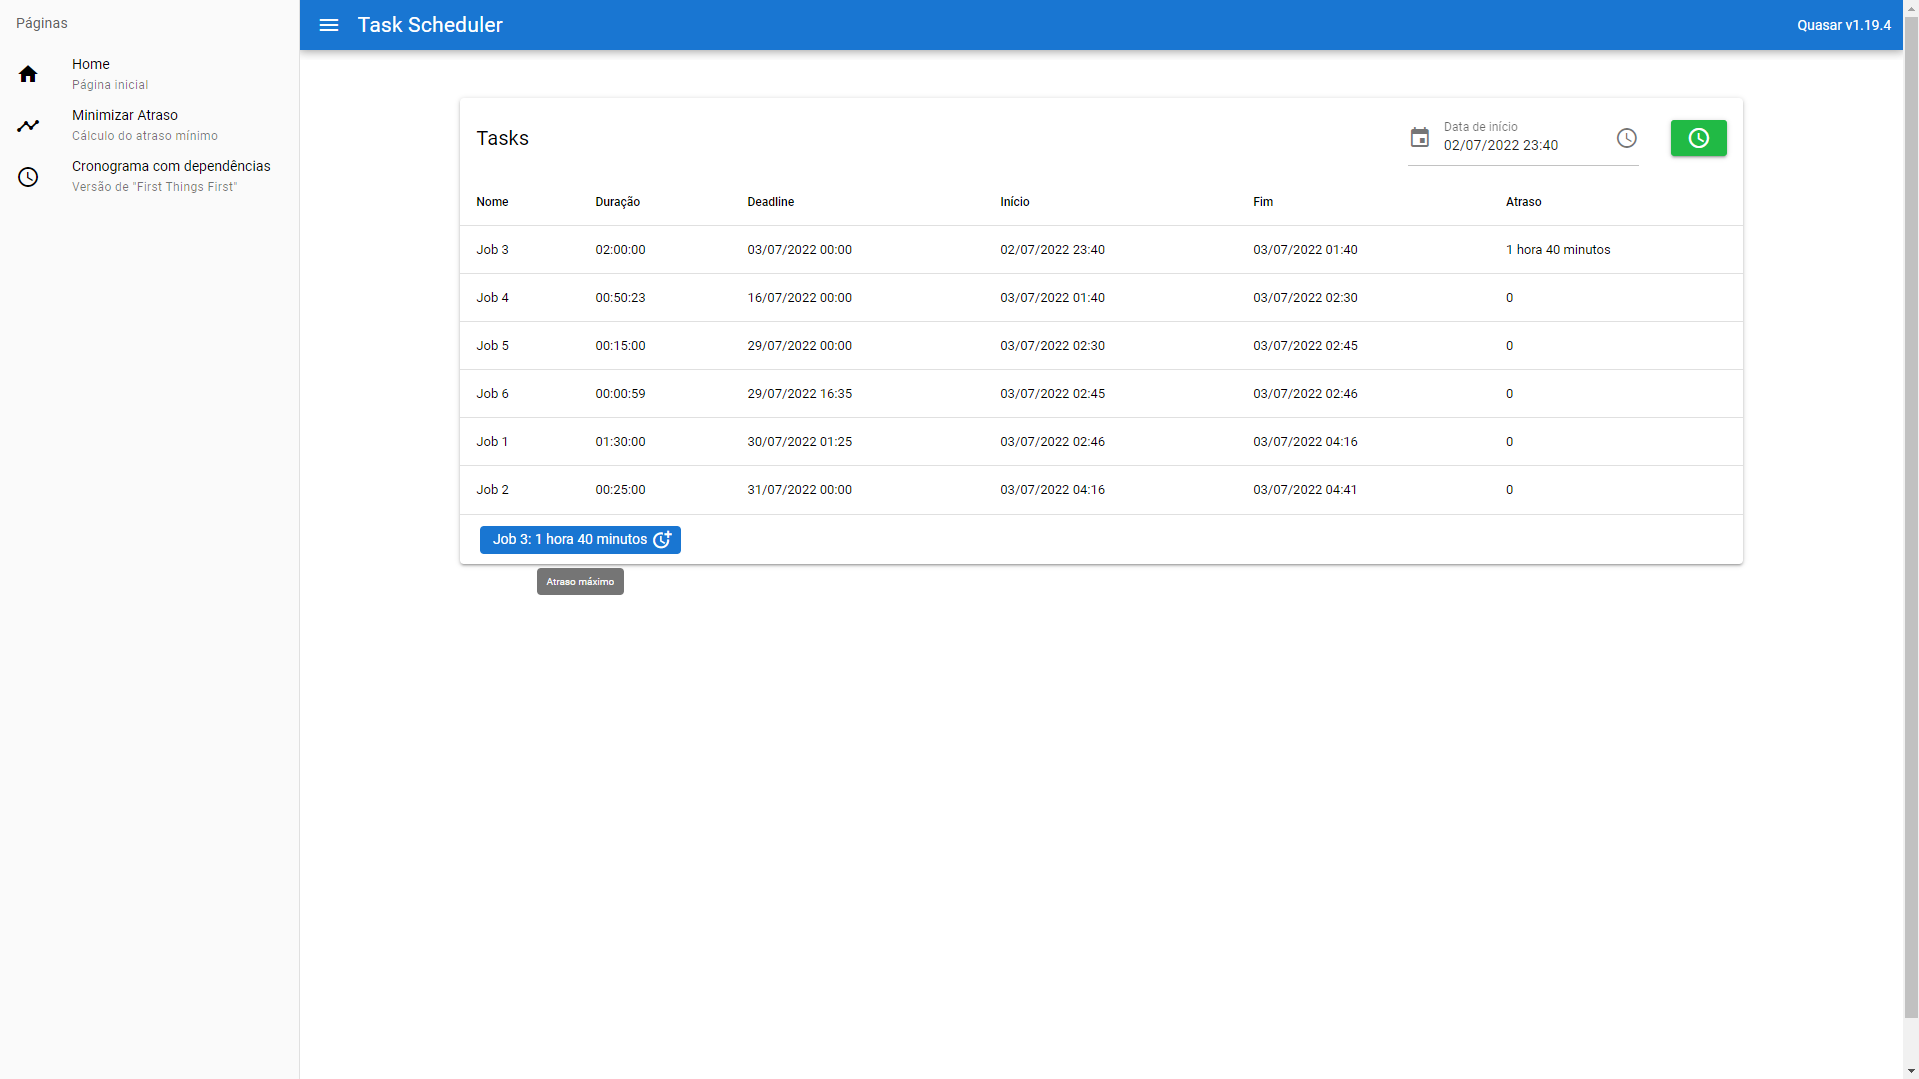 Páginas
Home
Página inicial
Minimizar Atraso
Cálculo do atraso mínimo
Cronograma com dependências
Versão de "First Things First"
Task Scheduler
Quasar v1.19.4
Tasks
Data de início
02/07/2022 23:40
Nome Duração Deadline Início Fim Atraso
Job 3 02:00:00 03/07/2022 00:00 02/07/2022 23:40 03/07/2022 01:40 1 hora 40 minutos
Job 4 00:50:23 16/07/2022 00:00 03/07/2022 01:40 03/07/2022 02:30 0
Job 5 00:15:00 29/07/2022 00:00 03/07/2022 02:30 03/07/2022 02:45 0
Job 6 00:00:59 29/07/2022 16:35 03/07/2022 02:45 03/07/2022 02:46 0
Job 1 01:30:00 30/07/2022 01:25 03/07/2022 02:46 03/07/2022 04:16 0
Job 2 00:25:00 31/07/2022 00:00 03/07/2022 04:16 03/07/2022 04:41 0
Job 3: 1 hora 40 minutos
Atraso máximo